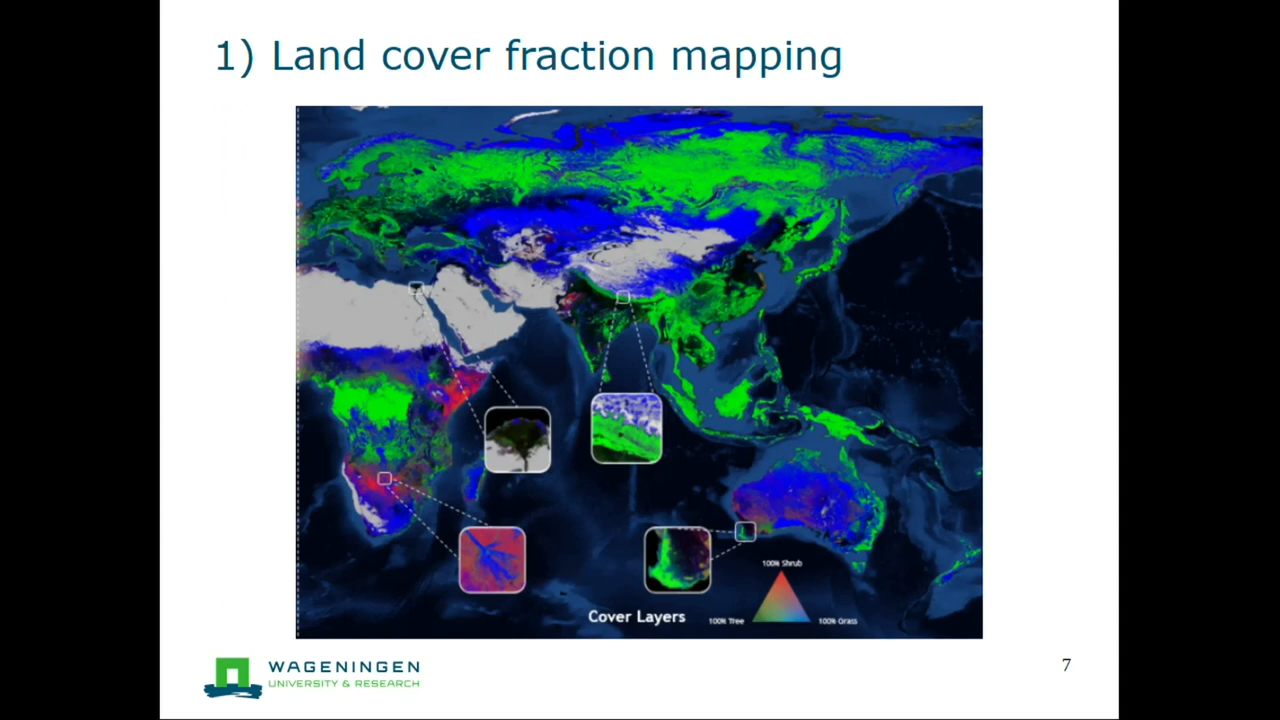 1) Land cover fraction mapping
100% Shrub
Cover Layers
100% Tree
100% Grass
WAGENINGEN
UNIVERSITY & RESEARCH
7